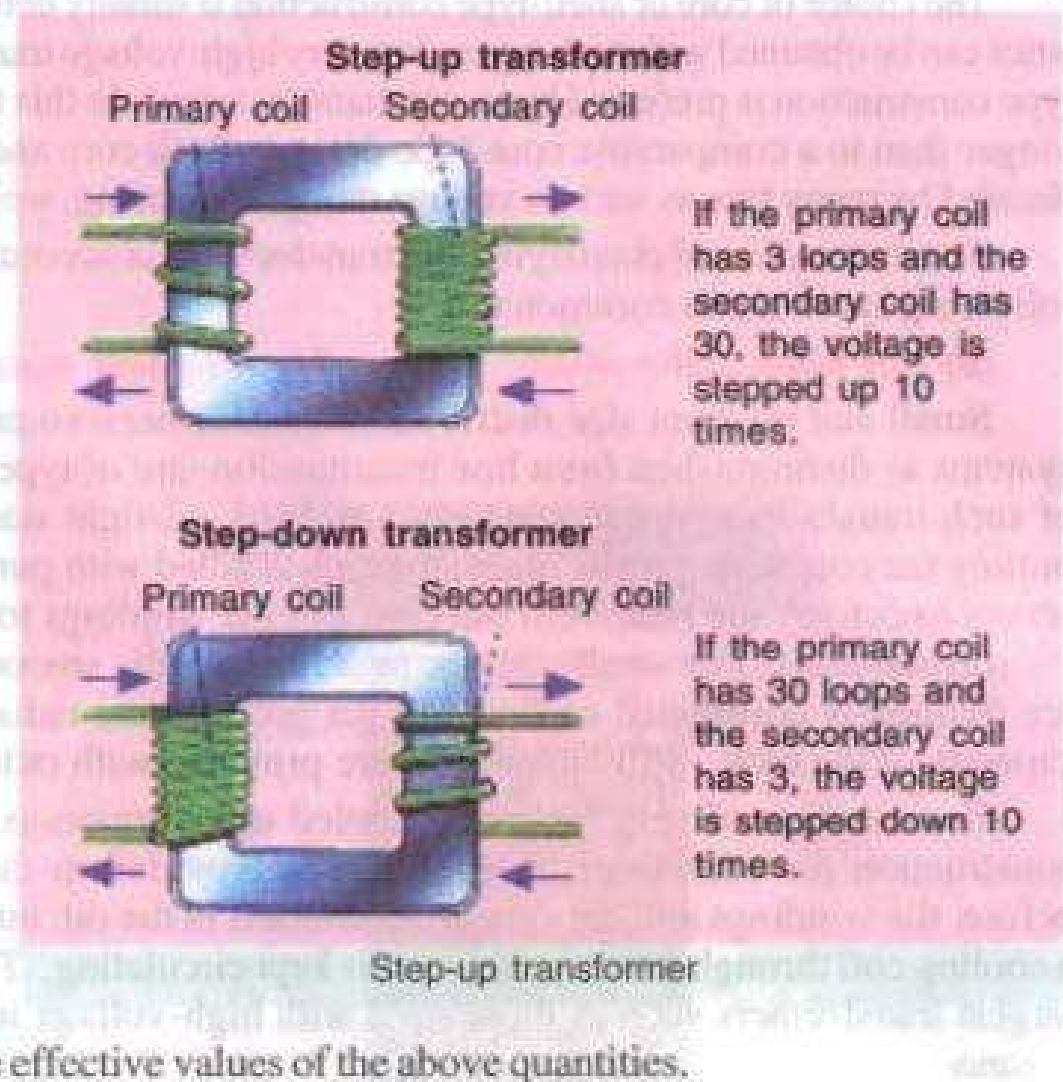 Step-up transformer
Primary coil Secondary coil
If the primary coil
has 3 loops and the
secondary coil has
30, the voltage is
stepped up 10
times.
Step-down transformer
Primary coil Secondary coil
If the primary coil
has 30 loops and
the secondary coil
has 3, the voltage
is stepped down 10
times.
Step-up transformer
effective values of the above quantities.